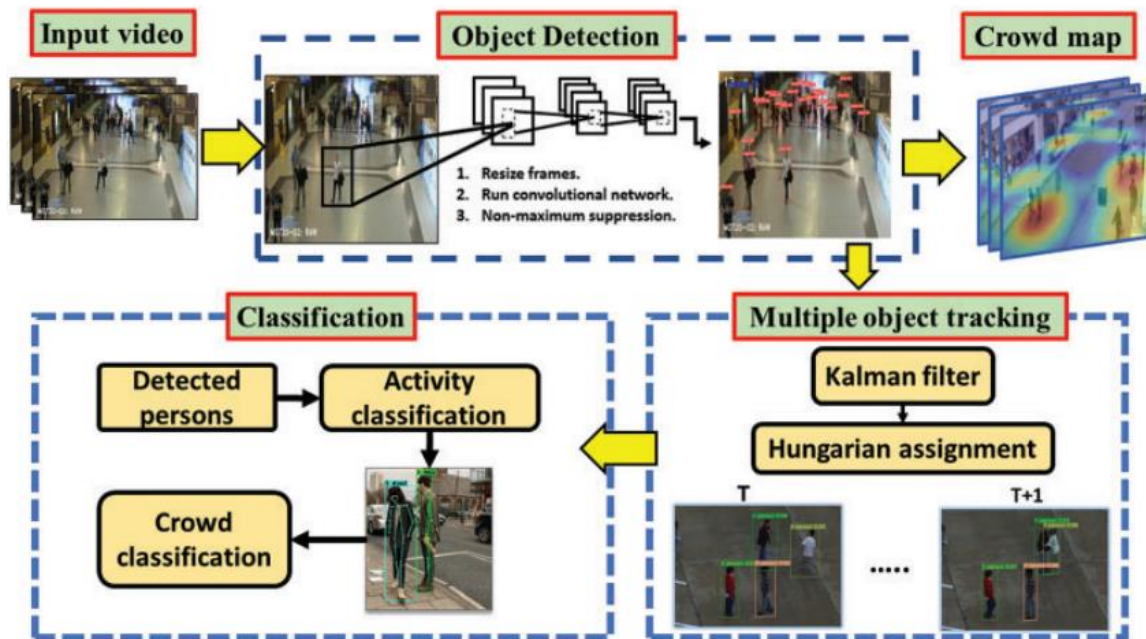 Input video
Object Detection
Crowd map
1. Resize frames.
2. Run convolutional network.
3. Non-maximum suppression.
Classification
Multiple object tracking
Detected
persons
Activity
classification
Crowd
classification
Kalman filter
Hungarian assignment
T
T+1
.....